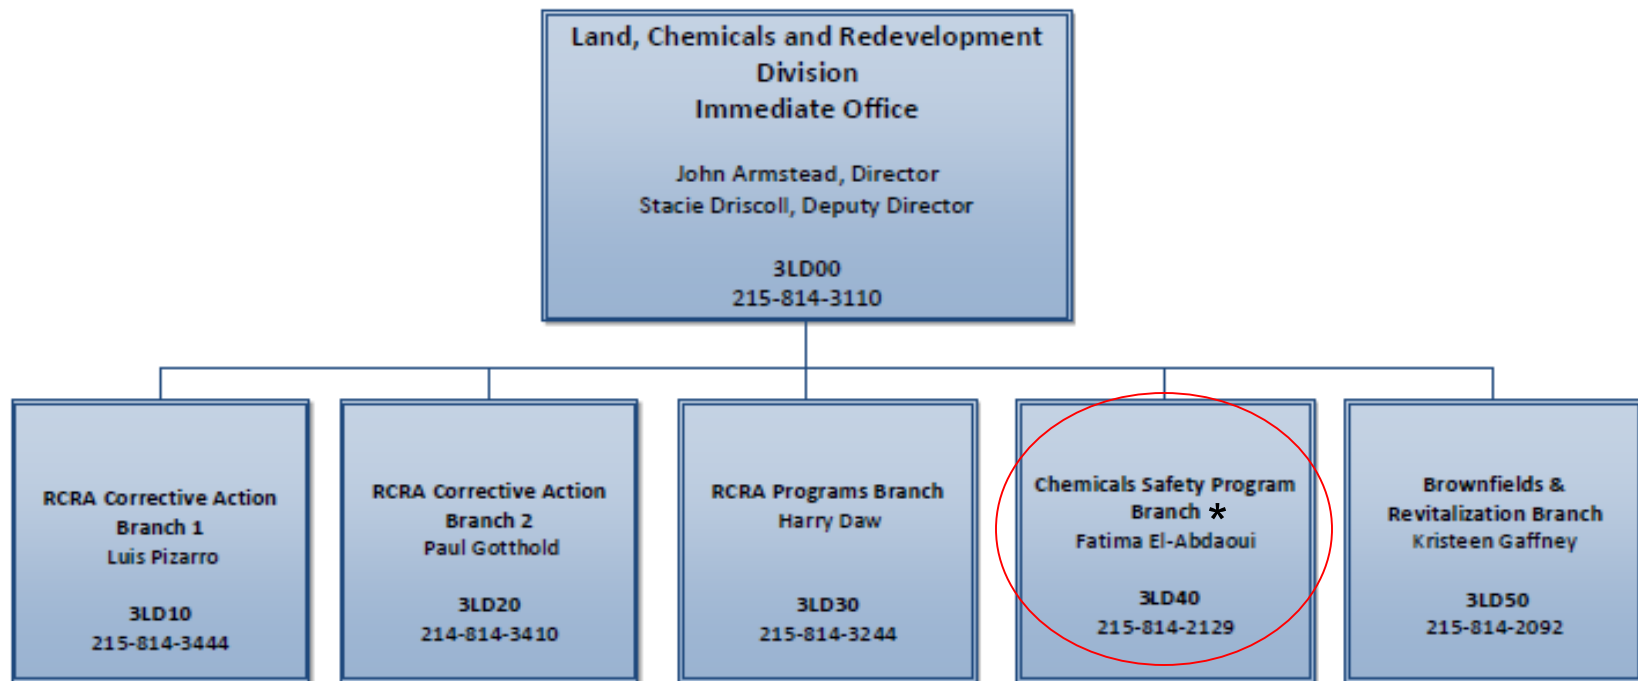 Land, Chemicals and Redevelopment
Division
Immediate Office
John Armstead, Director
Stacie Driscoll, Deputy Director
3LD00
215-814-3110
RCRA Corrective Action
Branch 1
Luis Pizarro
3LD10
215-814-3444
RCRA Corrective Action
Branch 2
Paul Gotthold
3LD20
214-814-3410
RCRA Programs Branch
Harry Daw
3LD30
215-814-3244
Chemicals Safety Program
Branch *
Fatima El-Abdaoui
3LD40
215-814-2129
Brownfields &
Revitalization Branch
Kristeen Gaffney
3LD50
215-814-2092